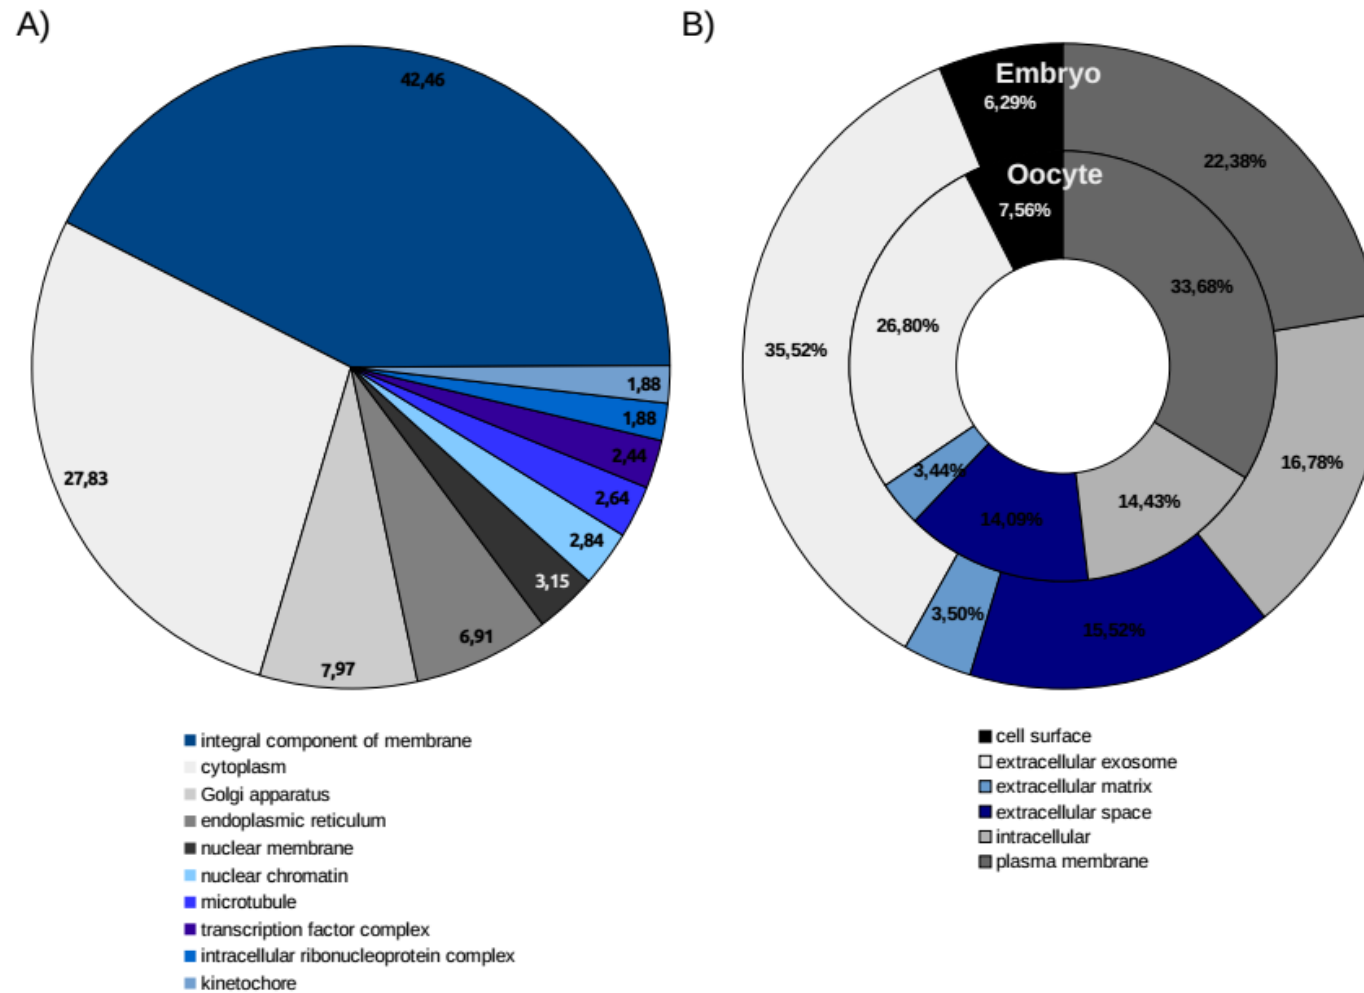 A)
42,46
27,83
7,97
6,91
3,15
2,84
2,64
2,44
1,88
1,88
integral component of membrane
cytoplasm
Golgi apparatus
endoplasmic reticulum
nuclear membrane
nuclear chromatin
microtubule
transcription factor complex
intracellular ribonucleoprotein complex
kinetochore
B)
Embryo
6,29%
22,38%
Oocyte
7,56%
33,68%
26,80%
35,52%
3,44%
14,09%
14,43%
16,78%
3,50%
15,52%
cell surface
extracellular exosome
extracellular matrix
extracellular space
intracellular
plasma membrane